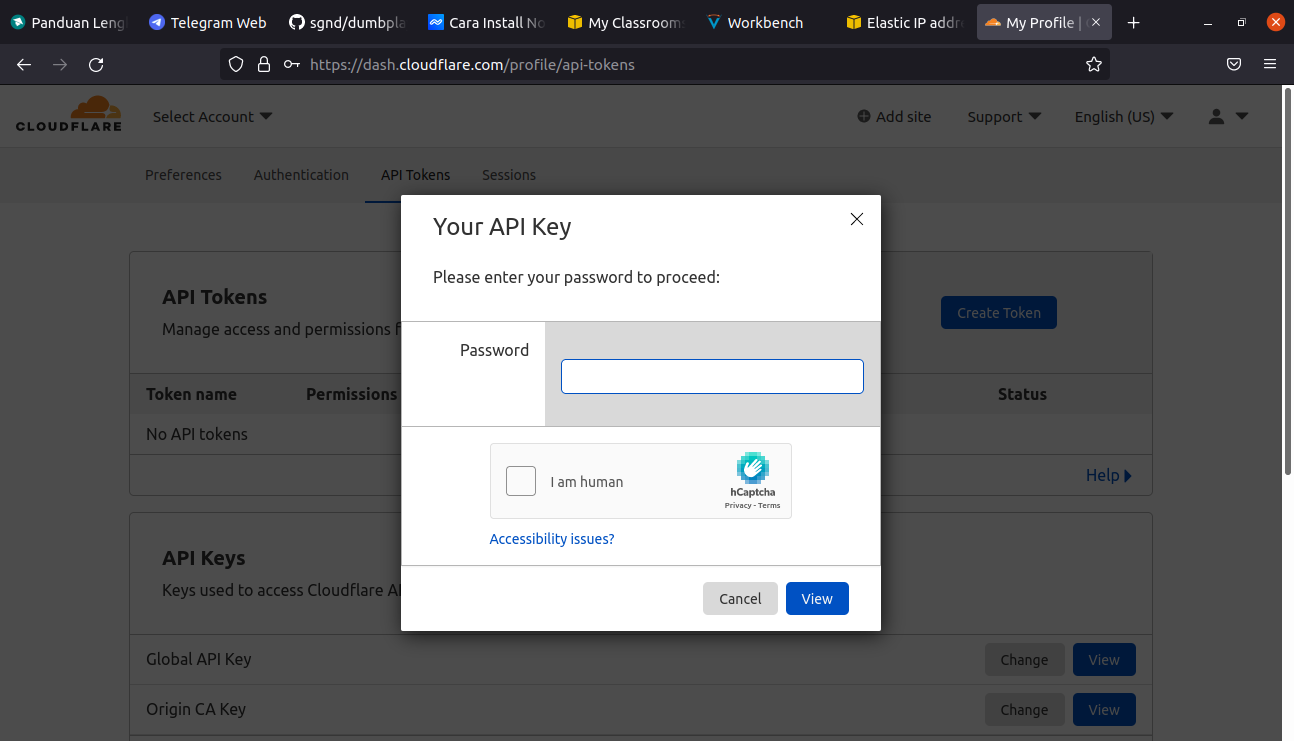 Panduan Leng
Telegram Web
sgnd/dumbpla
Cara Install No
My Classroom
Workbench
Elastic IP addr
My Profile |
https://dash.cloudflare.com/profile/api-tokens
CLOUDFLARE
Select Account
Add site
Support
English (US)
Preferences
Authentication
API Tokens
Sessions
Your API Key
Please enter your password to proceed:
Password
I am human
hCaptcha
Privacy - Terms
Accessibility issues?
Cancel
View
API Tokens
Manage access and permissions f
Create Token
Token name
Permissions
Status
No API tokens
Help
API Keys
Keys used to access Cloudflare AP
Global API Key
Change
View
Origin CA Key
Change
View